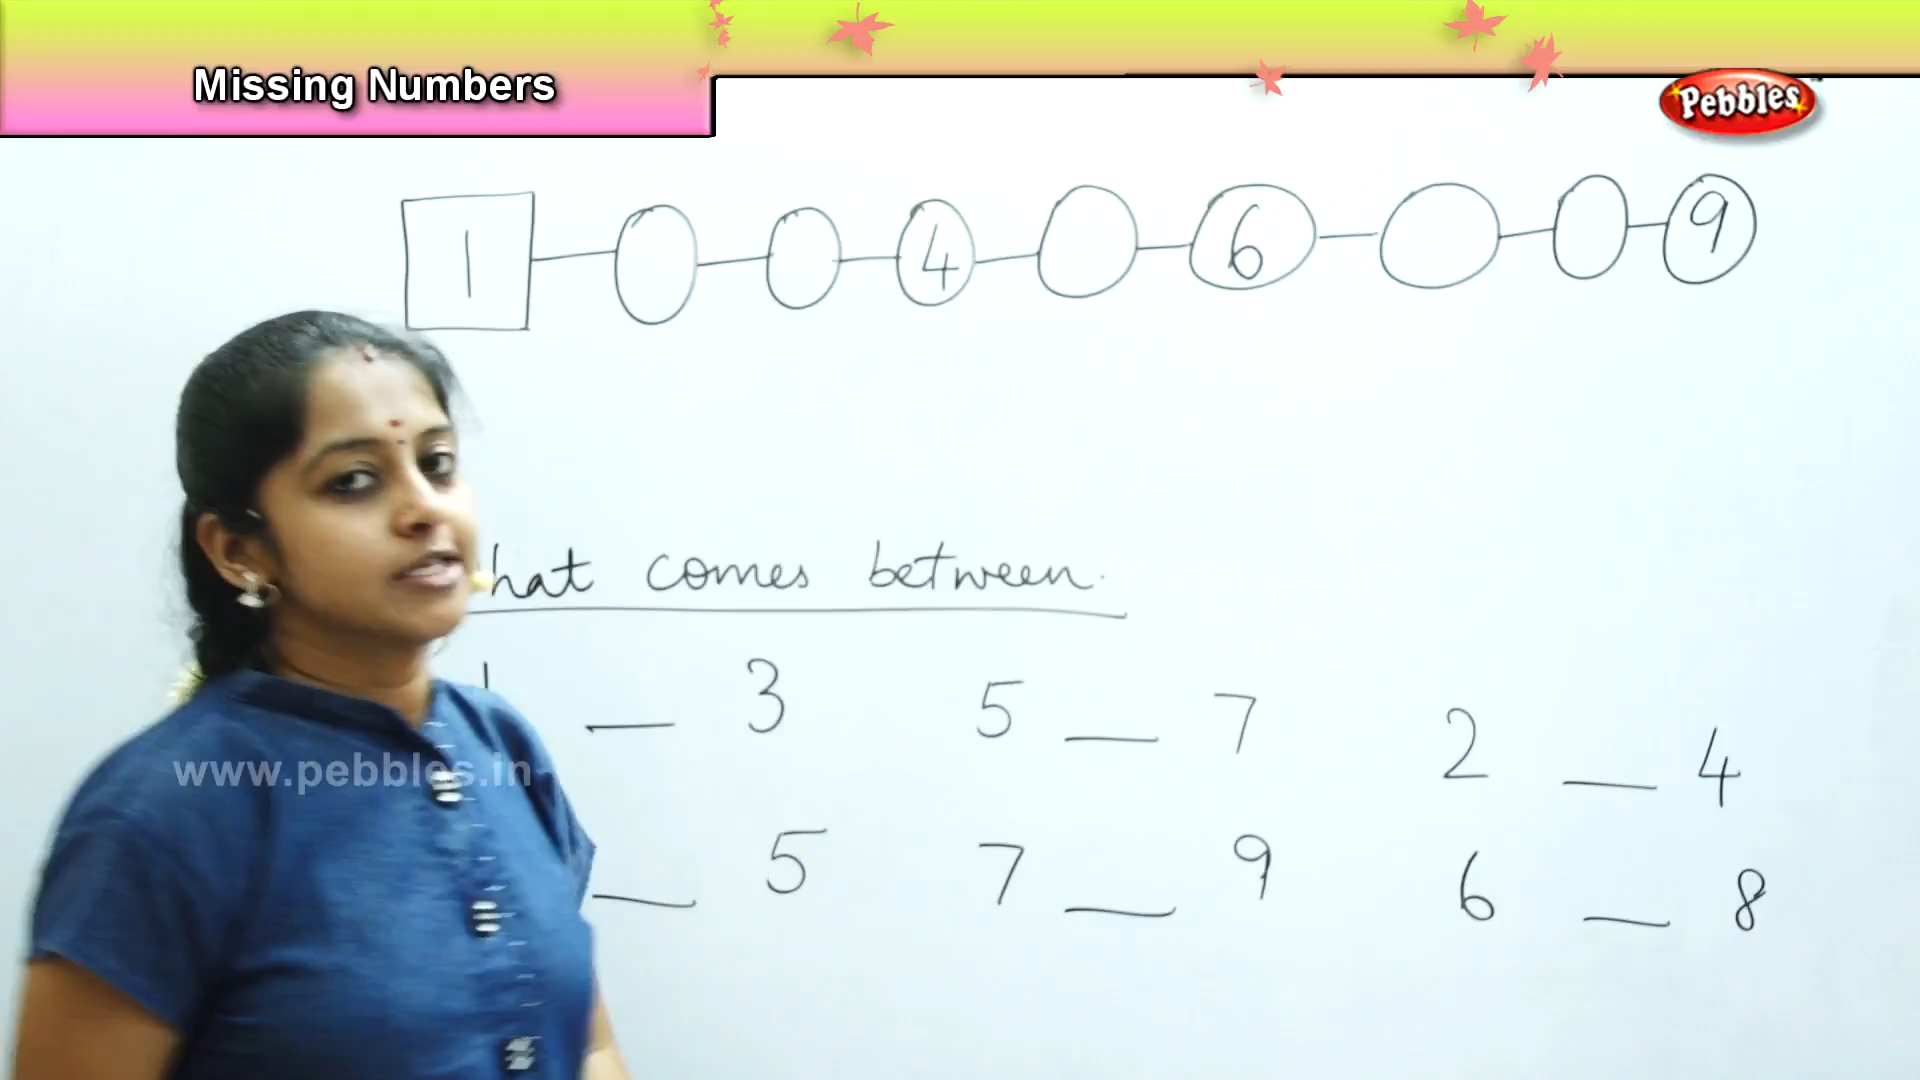 Missing Numbers
Pebbles
1 4 6 9
hat comes between.
__ 3 5 __ 7 2 __ 4
www.pebbles.in
__ 5 7 __ 9 6 __ 8